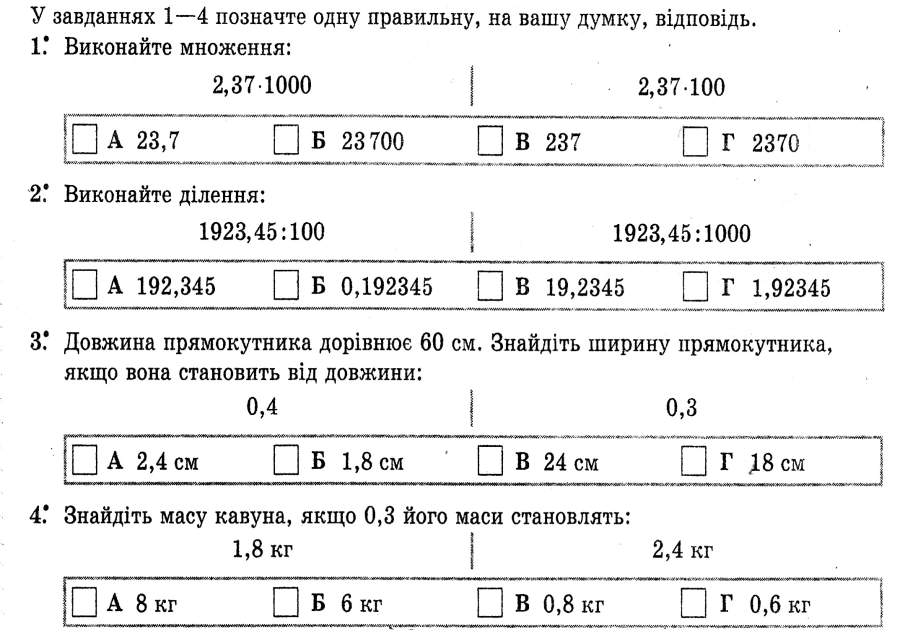 У завданнях 1—4 позначте одну правильну, на вашу думку, відповідь.
1.• Виконайте множення:
2,37·1000 2,37·100
А 23,7 Б 23700 В 237 Г 2370
2.• Виконайте ділення:
1923,45:100 1923,45:1000
А 192,345 Б 0,192345 В 19,2345 Г 1,92345
3.• Довжина прямокутника дорівнює 60 см. Знайдіть ширину прямокутника,
якщо вона становить від довжини:
0,4 0,3
А 2,4 см Б 1,8 см В 24 см Г 18 см
4.• Знайдіть масу кавуна, якщо 0,3 його маси становлять:
1,8 кг 2,4 кг
А 8 кг Б 6 кг В 0,8 кг Г 0,6 кг